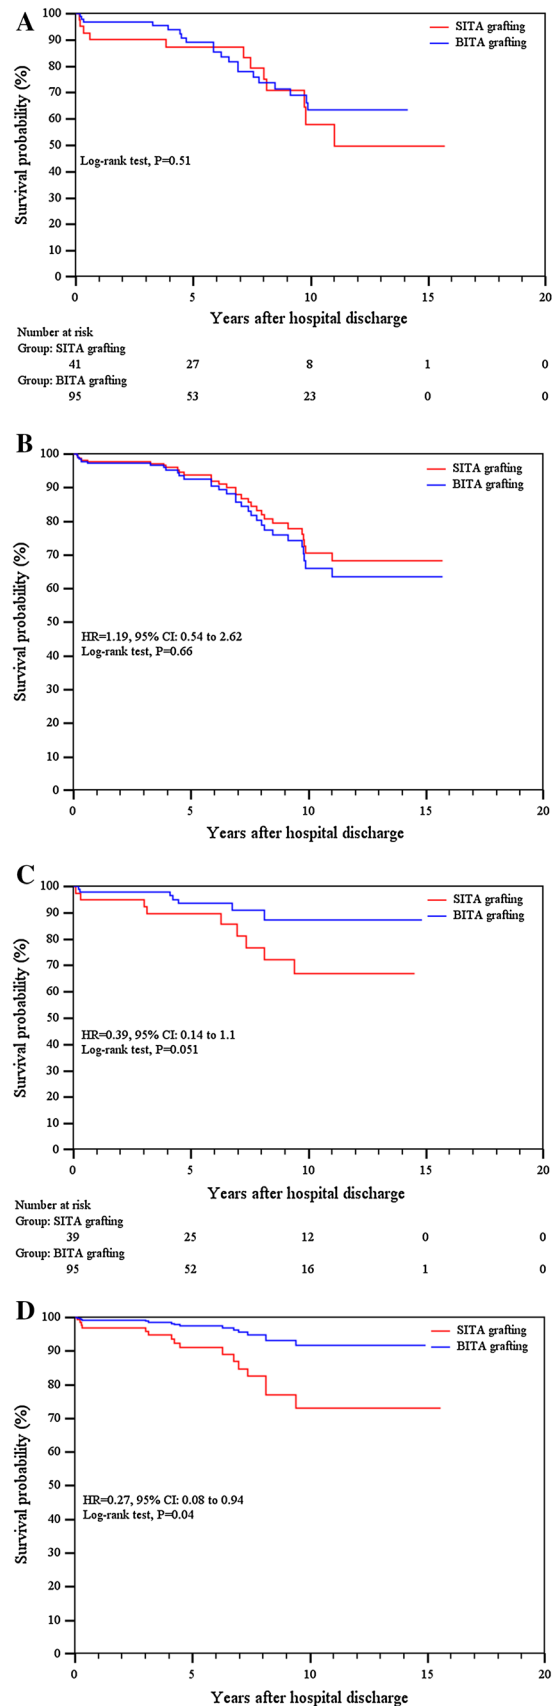 A
100
90
80
70
60
50
40
30
20
10
0
Survival probability (%)
SITA grafting
BITA grafting
Log-rank test, P=0.51
0 5 10 15 20
Years after hospital discharge
Number at risk
Group: SITA grafting
41 27 8 1 0
Group: BITA grafting
95 53 23 0 0
B
100
90
80
70
60
50
40
30
20
10
0
Survival probability (%)
SITA grafting
BITA grafting
HR=1.19, 95% CI: 0.54 to 2.62
Log-rank test, P=0.66
0 5 10 15 20
Years after hospital discharge
C
100
90
80
70
60
50
40
30
20
10
0
Survival probability (%)
SITA grafting
BITA grafting
HR=0.39, 95% CI: 0.14 to 1.1
Log-rank test, P=0.051
0 5 10 15 20
Years after hospital discharge
Number at risk
Group: SITA grafting
39 25 12 0 0
Group: BITA grafting
95 52 16 1 0
D
100
90
80
70
60
50
40
30
20
10
0
Survival probability (%)
SITA grafting
BITA grafting
HR=0.27, 95% CI: 0.08 to 0.94
Log-rank test, P=0.04
0 5 10 15 20
Years after hospital discharge